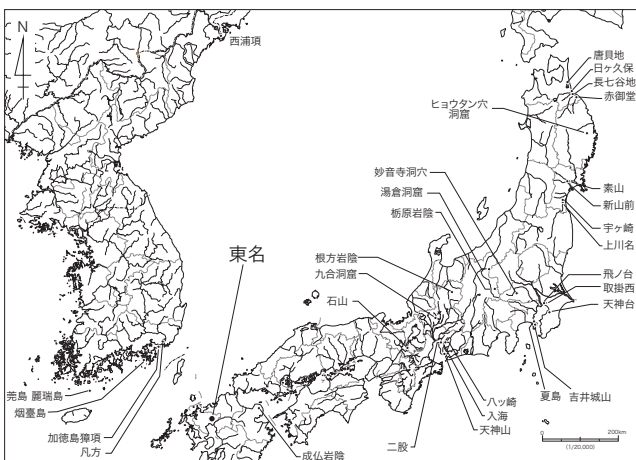 N
西浦項
唐貝地
日ヶ久保
長七谷地
赤御堂
ヒョウタン穴
洞窟
妙音寺洞穴
湯倉洞窟
栃原岩陰
素山
新山前
宇ヶ崎
上川名
東名
根方岩陰
九合洞窟
石山
飛ノ台
取掛西
天神台
莞島 麗瑞島
烟臺島
加徳島獐項
凡方
成仏岩陰
二股
八ッ崎
入海
天神山
夏島
吉井城山
0
200km
(1/20,000)